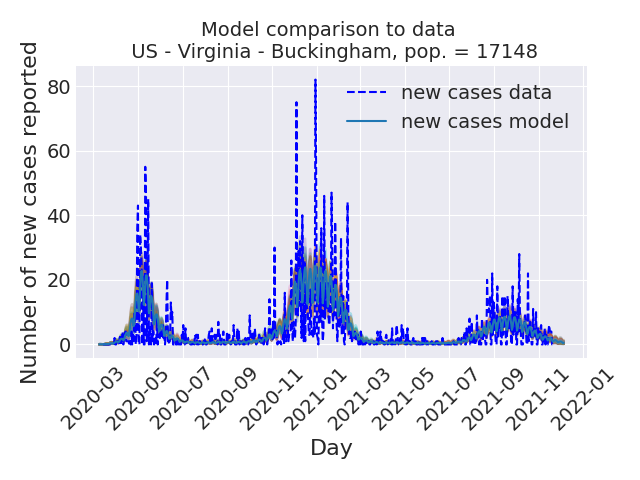 Model comparison to data
US - Virginia - Buckingham, pop. = 17148
Number of new cases reported
80
60
40
20
0
new cases data
new cases model
2020-03
2020-05
2020-07
2020-09
2020-11
2021-01
2021-03
2021-05
2021-07
2021-09
2021-11
2022-01
Day